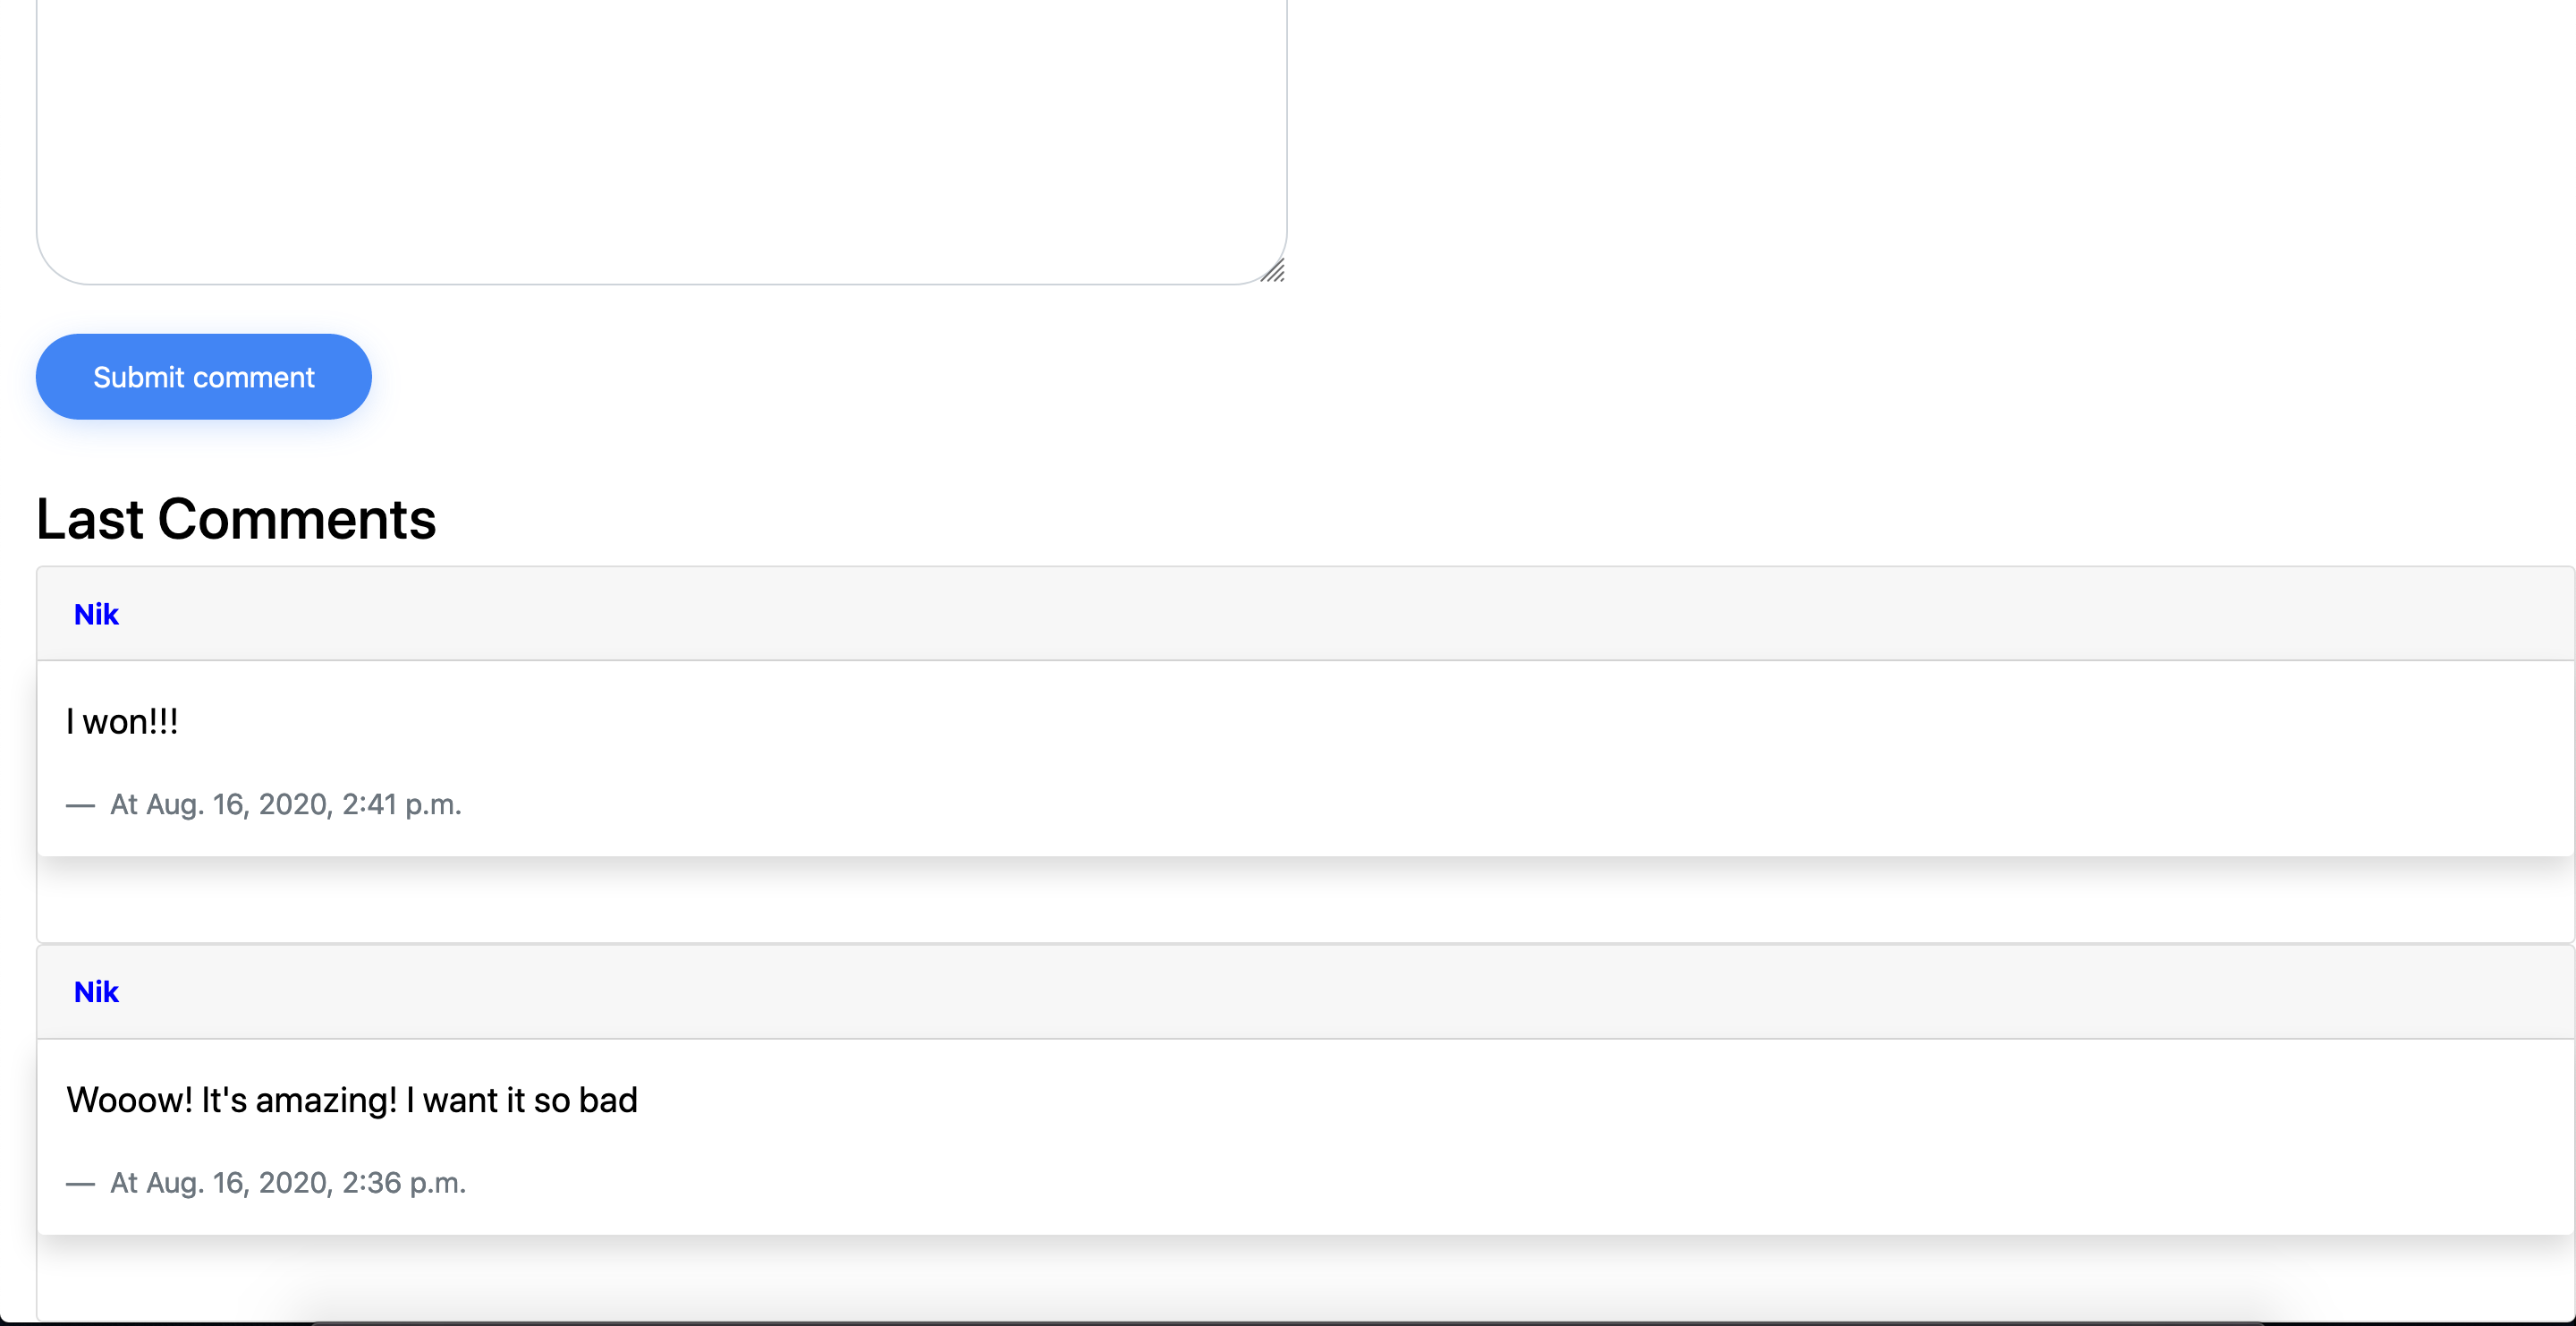 Submit comment
Last Comments
Nik
I won!!!
— At Aug. 16, 2020, 2:41 p.m.
Nik
Wooow! It's amazing! I want it so bad
— At Aug. 16, 2020, 2:36 p.m.